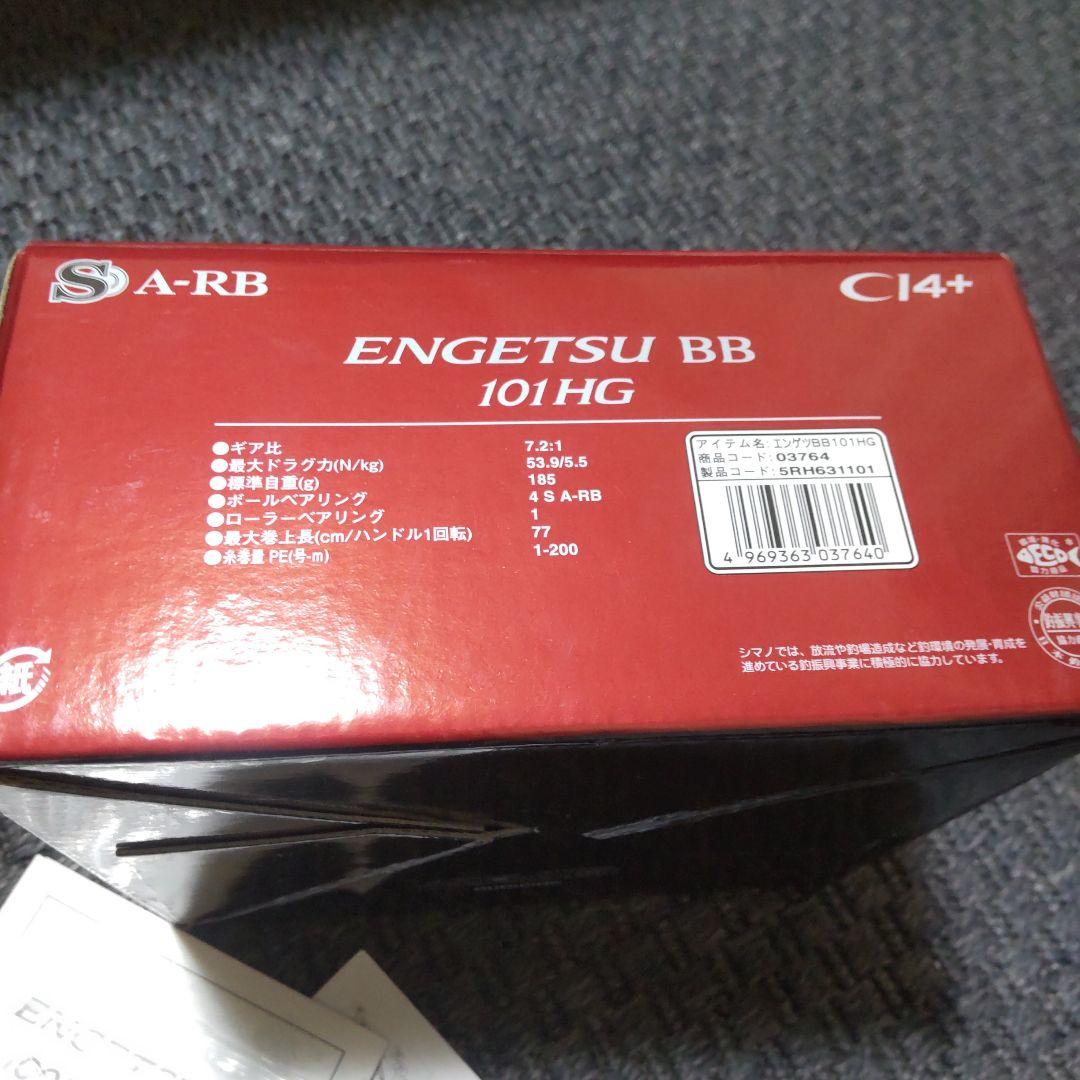 S A-RB
CI4+
ENGETSU BB
101HG
●ギア比 7.2:1
●最大ドラグ力(N/kg) 53.9/5.5
●標準自重(g) 185
●ボールベアリング 4 S A-RB
●ローラーベアリング 1
●最大巻上長(cm/ハンドル1回転) 77
●糸巻量 PE(号-m) 1-200
アイテム名: エンゲツBB101HG
商品コード: 03764
製品コード: 5RH631101
4 969363 037640
シマノでは、放流や釣場造成など釣環境の発展・育成を
進めている釣振興事業に積極的に協力しています。
紙